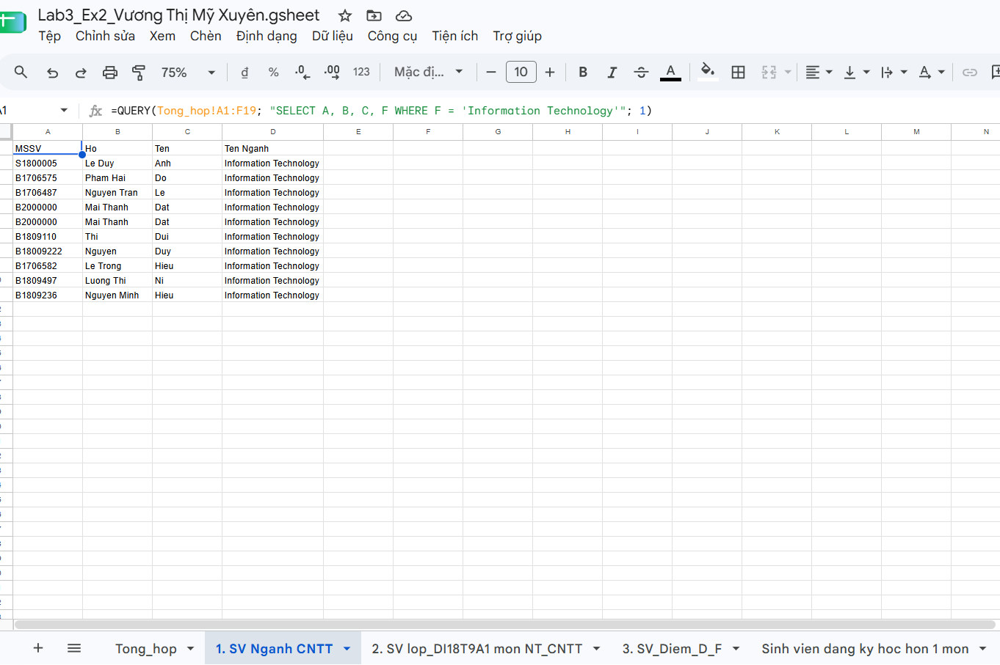 Lab3_Ex2_Vương Thị Mỹ Xuyên.gsheet
Tệp Chỉnh sửa Xem Chèn Định dạng Dữ liệu Công cụ Tiện ích Trợ giúp
75% đ % .0 .00 123 Mặc đị... 10 B I S A
=QUERY(Tong_hop!A1:F19; "SELECT A, B, C, F WHERE F = 'Information Technology'"; 1)
A B C D E F G H I J K L M N
MSSV Ho Ten Ten Nganh
S1800005 Le Duy Anh Information Technology
B1706575 Pham Hai Do Information Technology
B1706487 Nguyen Tran Le Information Technology
B2000000 Mai Thanh Dat Information Technology
B2000000 Mai Thanh Dat Information Technology
B1809110 Thi Dui Information Technology
B18009222 Nguyen Duy Information Technology
B1706582 Le Trong Hieu Information Technology
B1809497 Luong Thi Ni Information Technology
B1809236 Nguyen Minh Hieu Information Technology
Tong_hop 1. SV Nganh CNTT 2. SV lop_DI18T9A1 mon NT_CNTT 3. SV_Diem_D_F Sinh vien dang ky hoc hon 1 mon